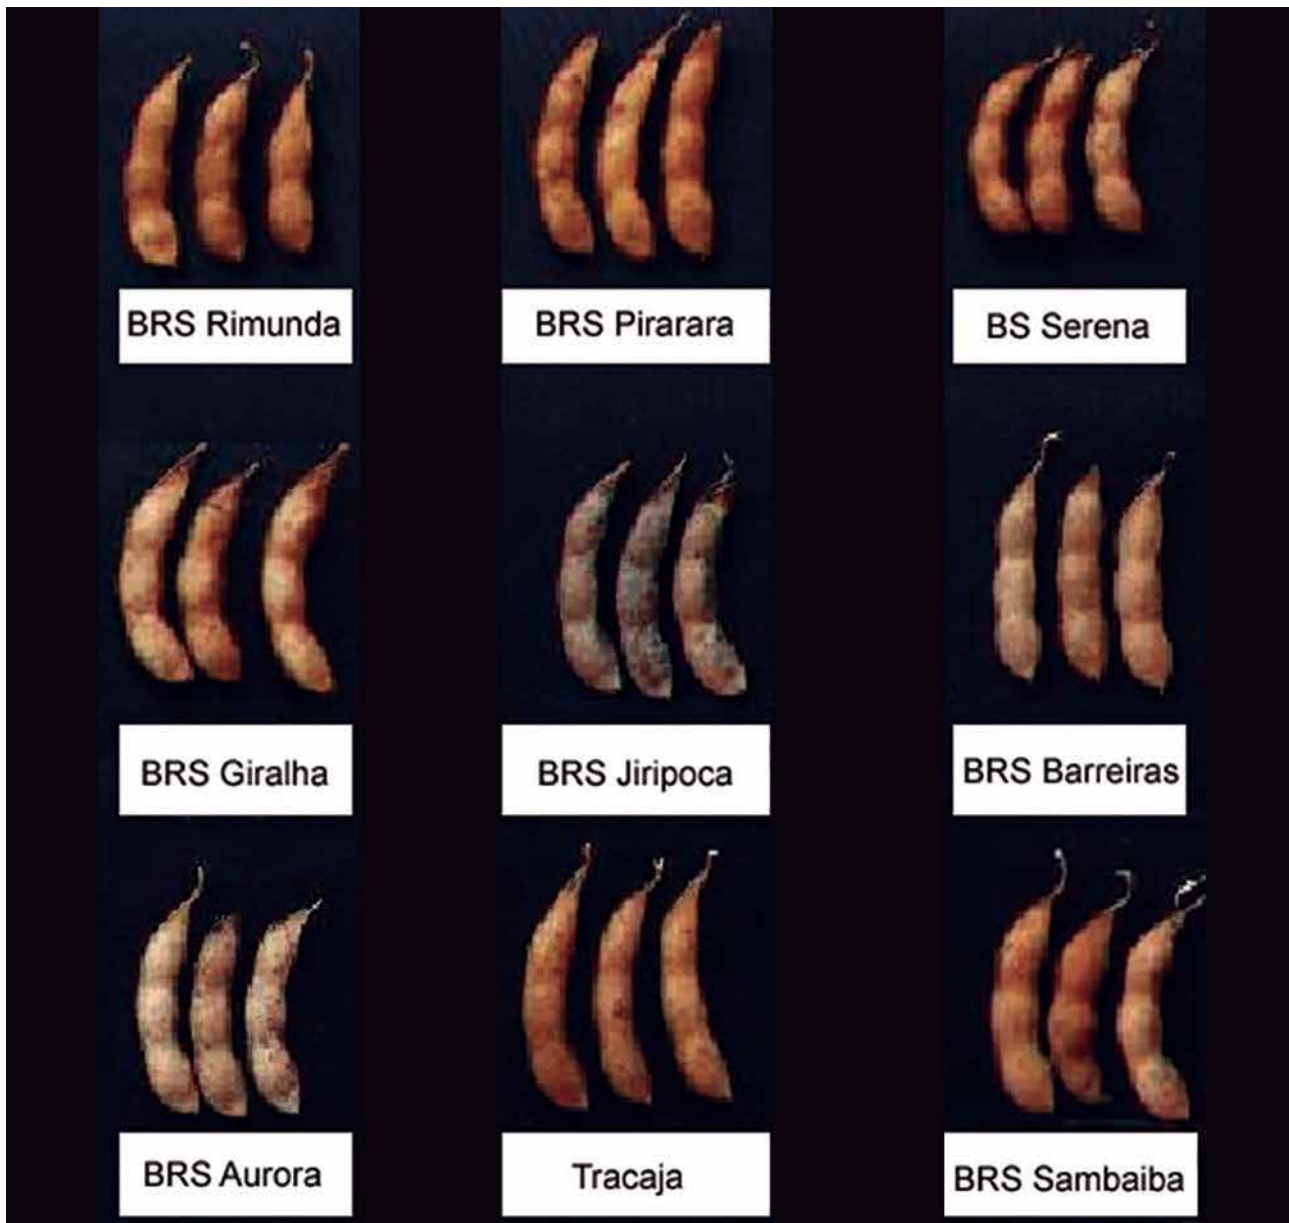 BRS Rimunda
BRS Pirarara
BS Serena
BRS Giralha
BRS Jiripoca
BRS Barreiras
BRS Aurora
Tracaja
BRS Sambaiba